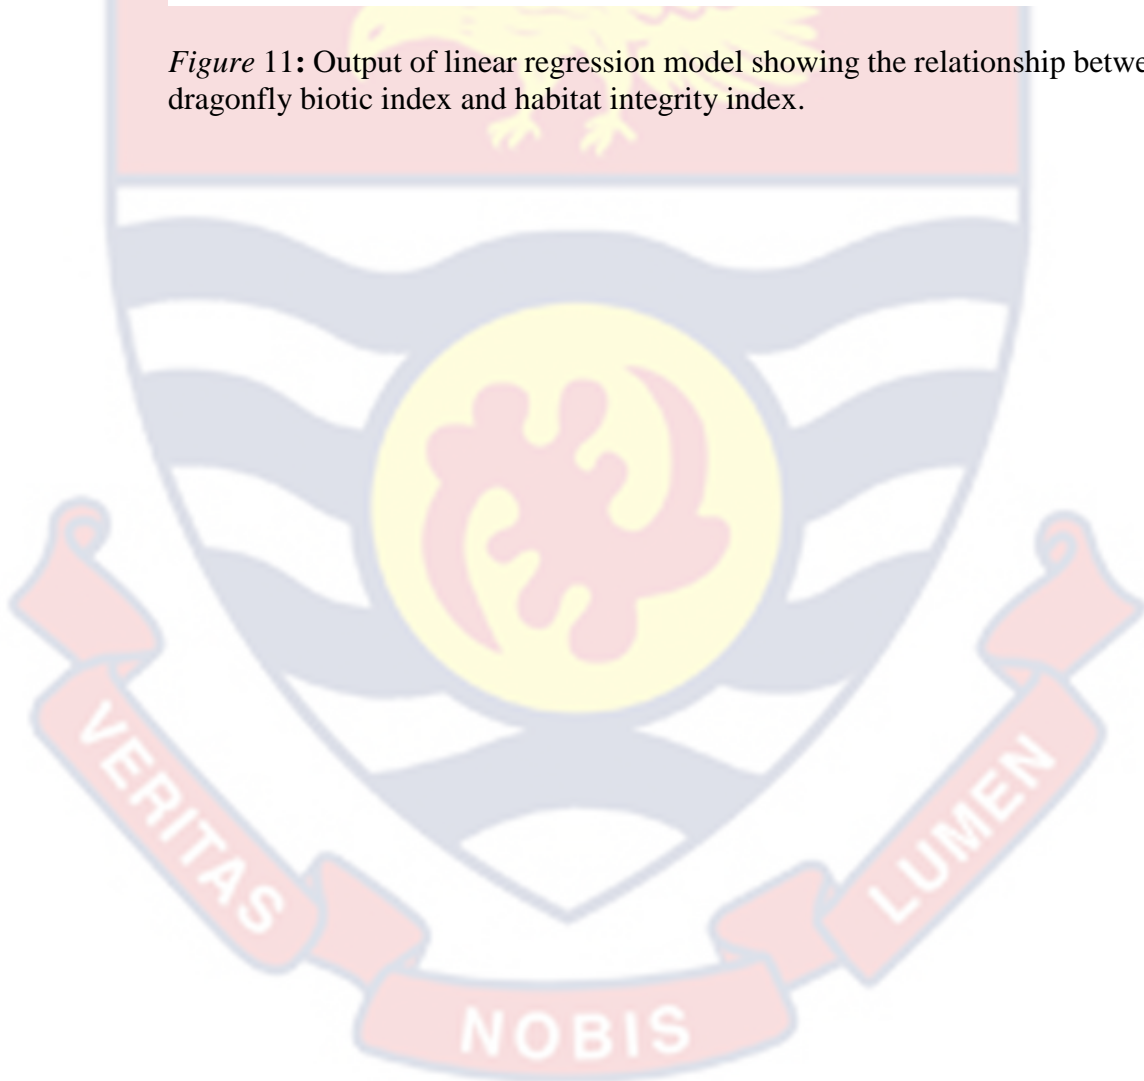 Figure 11: Output of linear regression model showing the relationship
dragonfly biotic index and habitat integrity index.
VERITAS
NOBIS
LUMEN